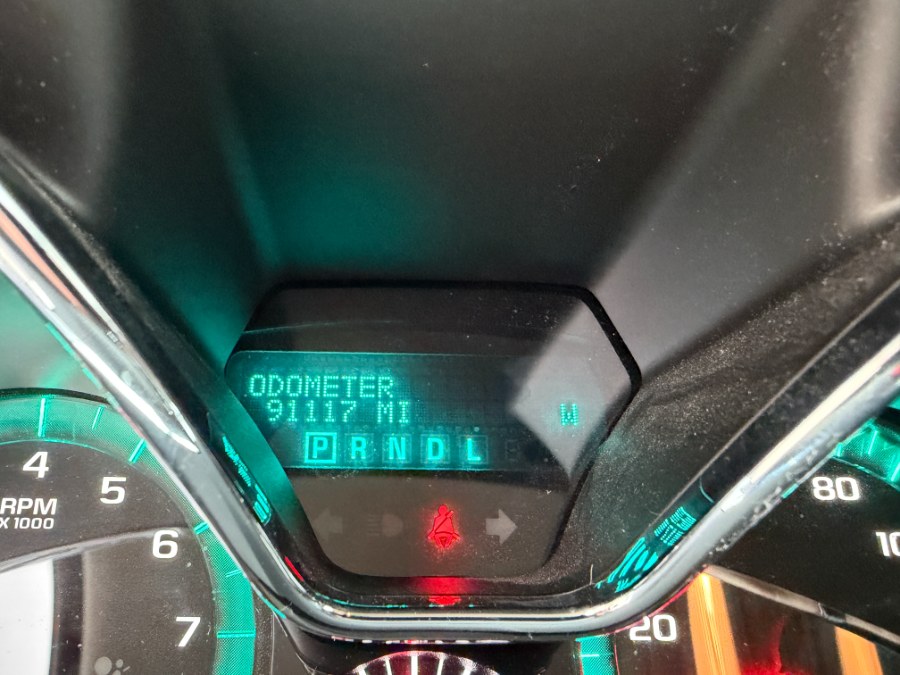 ODOMETER
91117 MI
W
P R N D L
4
5
RPM
X 1000
6
7
80
20